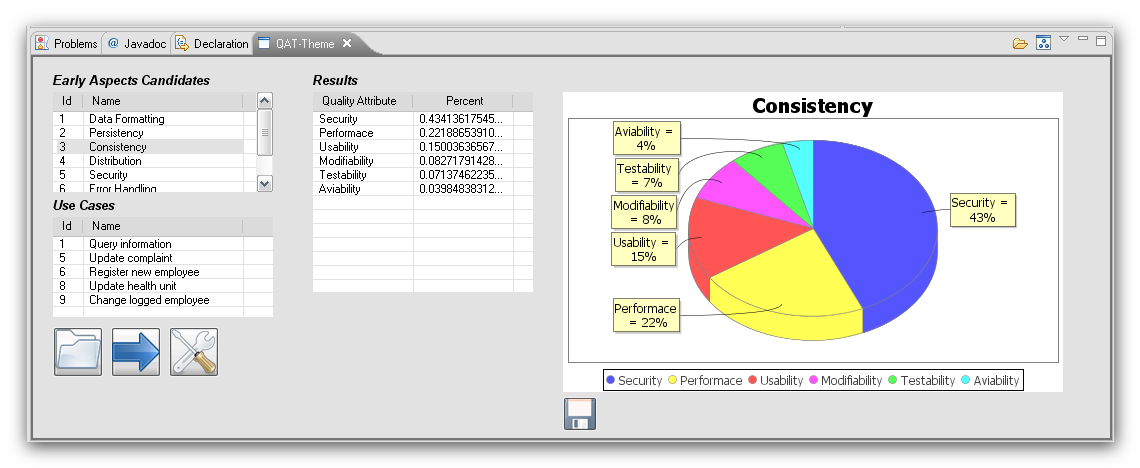 Problems @ Javadoc Declaration QAT-Theme
Early Aspects Candidates
Id Name
1 Data Formatting
2 Persistency
3 Consistency
4 Distribution
5 Security
6 Error Handling
Use Cases
Id Name
1 Query information
5 Update complaint
6 Register new employee
8 Update health unit
9 Change logged employee
Results
Quality Attribute Percent
Security 0.43413617545...
Performace 0.22188653910...
Usability 0.15003636567...
Modifiability 0.08271791428...
Testability 0.07137462235...
Aviability 0.03984838312...
Consistency
Aviability =
4%
Testability
= 7%
Modifiability
= 8%
Usability =
15%
Performace
= 22%
Security =
43%
Security Performace Usability Modifiability Testability Aviability